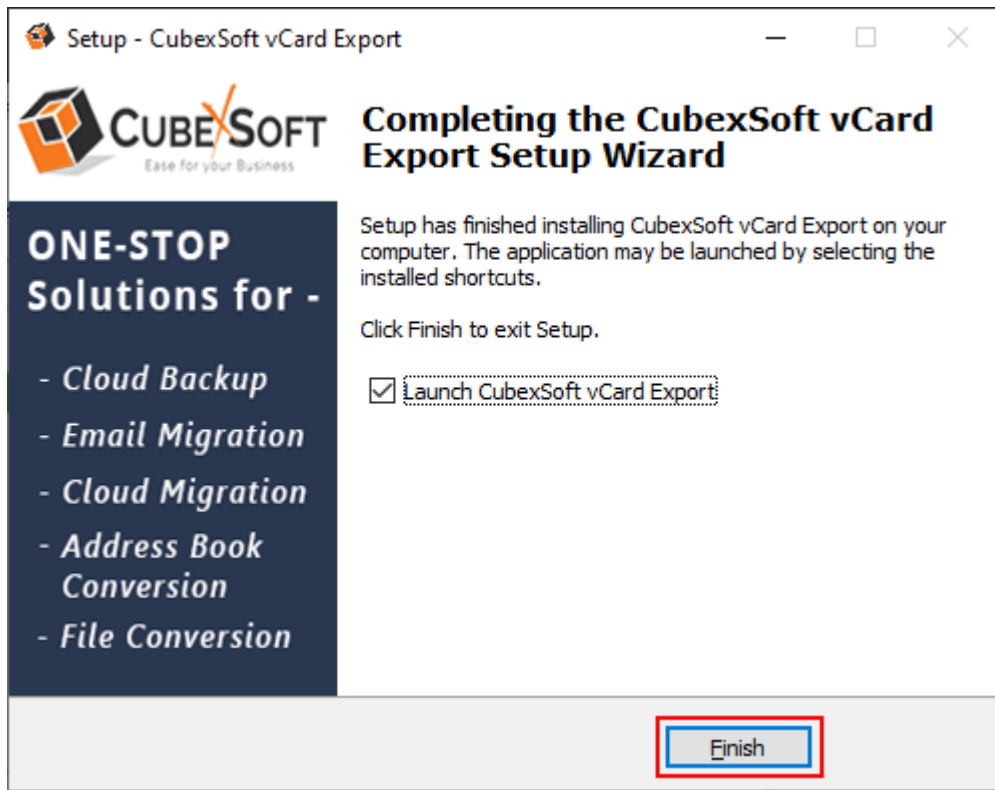 Setup - CubexSoft vCard Export
CUBEXSOFT
Ease for your Business
Completing the CubexSoft vCard
Export Setup Wizard
ONE-STOP
Solutions for -
- Cloud Backup
- Email Migration
- Cloud Migration
- Address Book
Conversion
- File Conversion
Setup has finished installing CubexSoft vCard Export on your
computer. The application may be launched by selecting the
installed shortcuts.
Click Finish to exit Setup.
Launch CubexSoft vCard Export
Finish